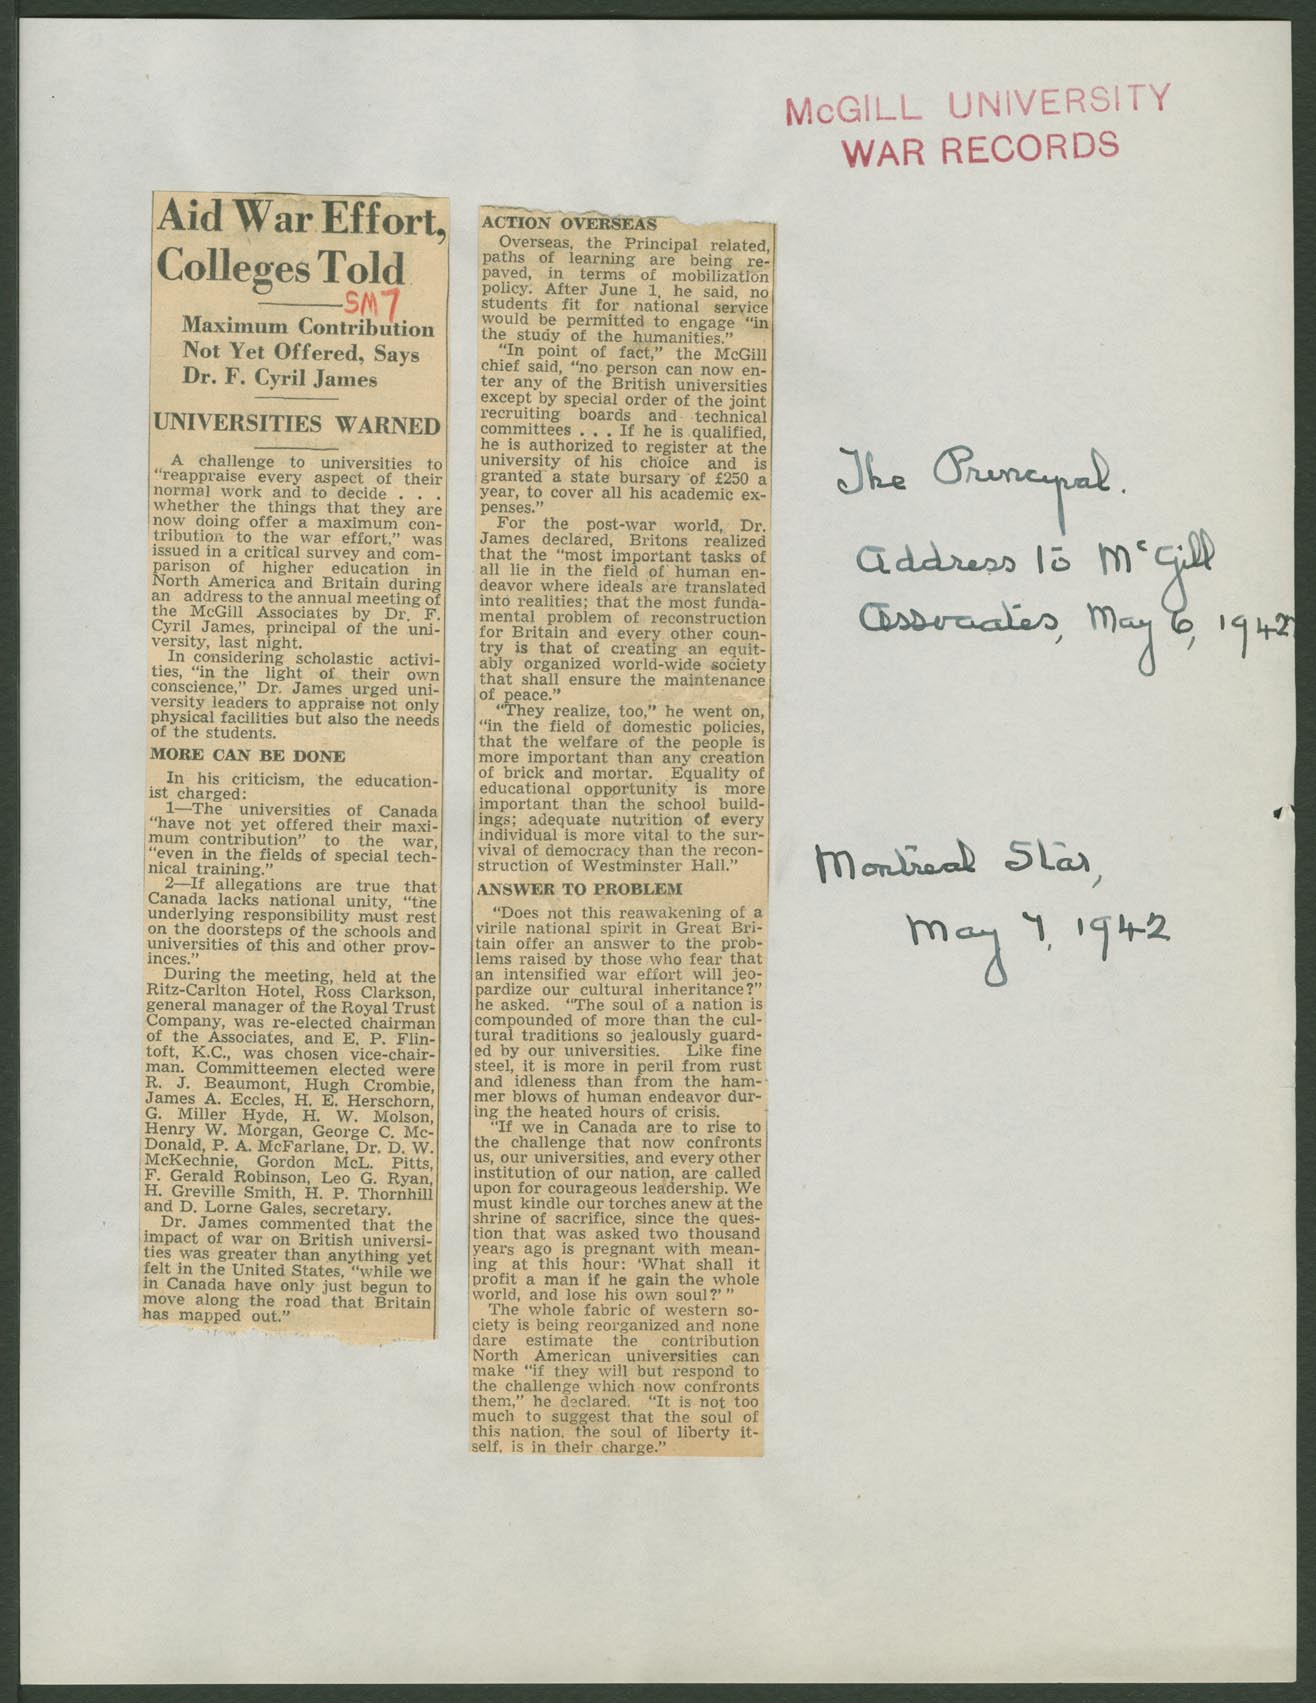 McGILL UNIVERSITY
WAR RECORDS
Aid War Effort,
Colleges Told
SM7
Maximum Contribution
Not Yet Offered, Says
Dr. F. Cyril James
UNIVERSITIES WARNED
A challenge to universities to
"reappraise every aspect of their
normal work and to decide . . .
whether the things that they are
now doing offer a maximum con-
tribution to the war effort," was
issued in a critical survey and com-
parison of higher education in
North America and Britain during
an address to the annual meeting of
the McGill Associates by Dr. F.
Cyril James, principal of the uni-
versity, last night.
In considering scholastic activi-
ties, "in the light of their own
conscience," Dr. James urged uni-
versity leaders to appraise not only
physical facilities but also the needs
of the students.
MORE CAN BE DONE
In his criticism, the education-
ist charged:
1—The universities of Canada
"have not yet offered their maxi-
mum contribution" to the war,
"even in the fields of special tech-
nical training."
2—If allegations are true that
Canada lacks national unity, "the
underlying responsibility must rest
on the doorsteps of the schools and
universities of this and other prov-
inces."
During the meeting, held at the
Ritz-Carlton Hotel, Ross Clarkson,
general manager of the Royal Trust
Company, was re-elected chairman
of the Associates, and E. P. Flin-
toft, K.C., was chosen vice-chair-
man. Committeemen elected were
R. J. Beaumont, Hugh Crombie,
James A. Eccles, H. E. Herschorn,
G. Miller Hyde, H. W. Molson,
Henry W. Morgan, George C. Mc-
Donald, P. A. McFarlane, Dr. D. W.
McKechnie, Gordon McL. Pitts,
F. Gerald Robinson, Leo G. Ryan,
H. Greville Smith, H. P. Thornhill
and D. Lorne Gales, secretary.
Dr. James commented that the
impact of war on British universi-
ties was greater than anything yet
felt in the United States, "while we
in Canada have only just begun to
move along the road that Britain
has mapped out."
ACTION OVERSEAS
Overseas, the Principal related,
paths of learning are being re-
paved, in terms of mobilization
policy. After June 1, he said, no
students fit for national service
would be permitted to engage "in
the study of the humanities."
"In point of fact," the McGill
chief said, "no person can now en-
ter any of the British universities
except by special order of the joint
recruiting boards and technical
committees . . . If he is qualified,
he is authorized to register at the
university of his choice and is
granted a state bursary of £250 a
year, to cover all his academic ex-
penses."
For the post-war world, Dr.
James declared, Britons realized
that the "most important tasks of
all lie in the field of human en-
deavor where ideals are translated
into realities; that the most funda-
mental problem of reconstruction
for Britain and every other coun-
try is that of creating an equit-
ably organized world-wide society
that shall ensure the maintenance
of peace."
"They realize, too," he went on,
"in the field of domestic policies,
that the welfare of the people is
more important than any creation
of brick and mortar. Equality of
educational opportunity is more
important than the school build-
ings; adequate nutrition of every
individual is more vital to the sur-
vival of democracy than the recon-
struction of Westminster Hall."
ANSWER TO PROBLEM
"Does not this reawakening of a
virile national spirit in Great Bri-
tain offer an answer to the prob-
lems raised by those who fear that
an intensified war effort will jeo-
pardize our cultural inheritance?"
he asked. "The soul of a nation is
compounded of more than the cul-
tural traditions so jealously guard-
ed by our universities. Like fine
steel, it is more in peril from rust
and idleness than from the ham-
mer blows of human endeavor dur-
ing the heated hours of crisis.
"If we in Canada are to rise to
the challenge that now confronts
us, our universities, and every other
institution of our nation, are called
upon for courageous leadership. We
must kindle our torches anew at the
shrine of sacrifice, since the ques-
tion that was asked two thousand
years ago is pregnant with mean-
ing at this hour: 'What shall it
profit a man if he gain the whole
world, and lose his own soul?' "
The whole fabric of western so-
ciety is being reorganized and none
dare estimate the contribution
North American universities can
make "if they will but respond to
the challenge which now confronts
them," he declared. "It is not too
much to suggest that the soul of
this nation, the soul of liberty it-
self, is in their charge."
The Principal.
Address to McGill
Associates, May 6, 1942
Montreal Star,
May 7, 1942